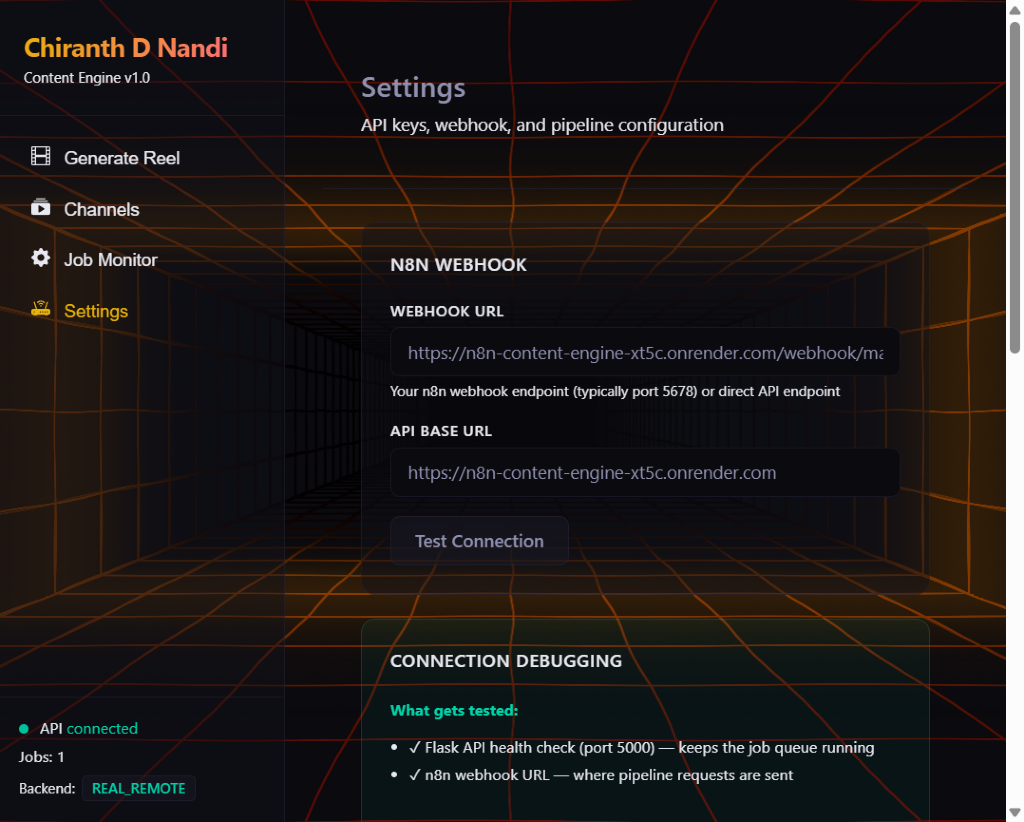 Chiranth D Nandi
Content Engine v1.0
Generate Reel
Channels
Job Monitor
Settings
API connected
Jobs: 1
Backend: REAL_REMOTE
Settings
API keys, webhook, and pipeline configuration
N8N WEBHOOK
WEBHOOK URL
https://n8n-content-engine-xt5c.onrender.com/webhook/ma
Your n8n webhook endpoint (typically port 5678) or direct API endpoint
API BASE URL
https://n8n-content-engine-xt5c.onrender.com
Test Connection
CONNECTION DEBUGGING
What gets tested:
• ✓ Flask API health check (port 5000) — keeps the job queue running
• ✓ n8n webhook URL — where pipeline requests are sent